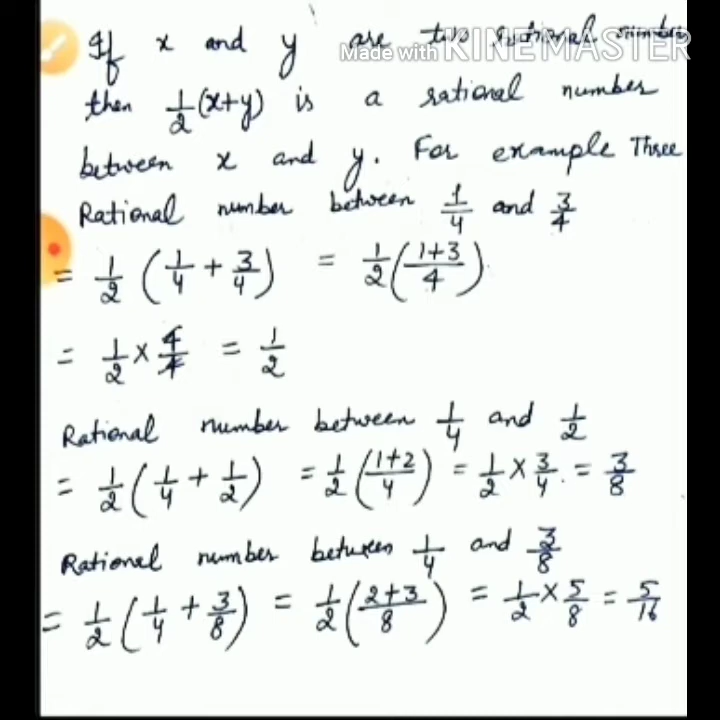 If x and y are two rational number
Made with KINEMASTER
then 1/2 (x+y) is a rational number
between x and y. For example Three
Rational number between 1/4 and 3/4
= 1/2 (1/4 + 3/4) = 1/2 ((1+3)/4)
= 1/2 × 4/4 = 1/2
Rational number between 1/4 and 1/2
= 1/2 (1/4 + 1/2) = 1/2 ((1+2)/4) = 1/2 × 3/4 = 3/8
Rational number between 1/4 and 3/8
= 1/2 (1/4 + 3/8) = 1/2 ((2+3)/8) = 1/2 × 5/8 = 5/16